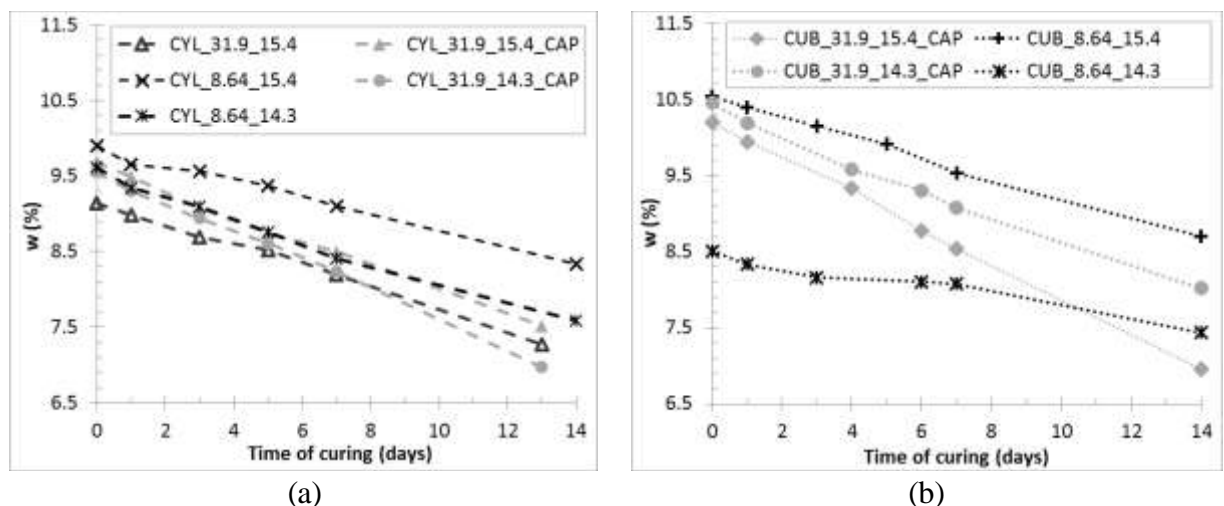 11.5
10.5
9.5
8.5
7.5
6.5
w (%)
CYL_31.9_15.4
CYL_31.9_15.4_CAP
CYL_8.64_15.4
CYL_31.9_14.3_CAP
CYL_8.64_14.3
0 2 4 6 8 10 12 14
Time of curing (days)
(a)
11.5
10.5
9.5
8.5
7.5
6.5
w (%)
CUB_31.9_15.4_CAP
CUB_8.64_15.4
CUB_31.9_14.3_CAP
CUB_8.64_14.3
0 2 4 6 8 10 12 14
Time of curing (days)
(b)